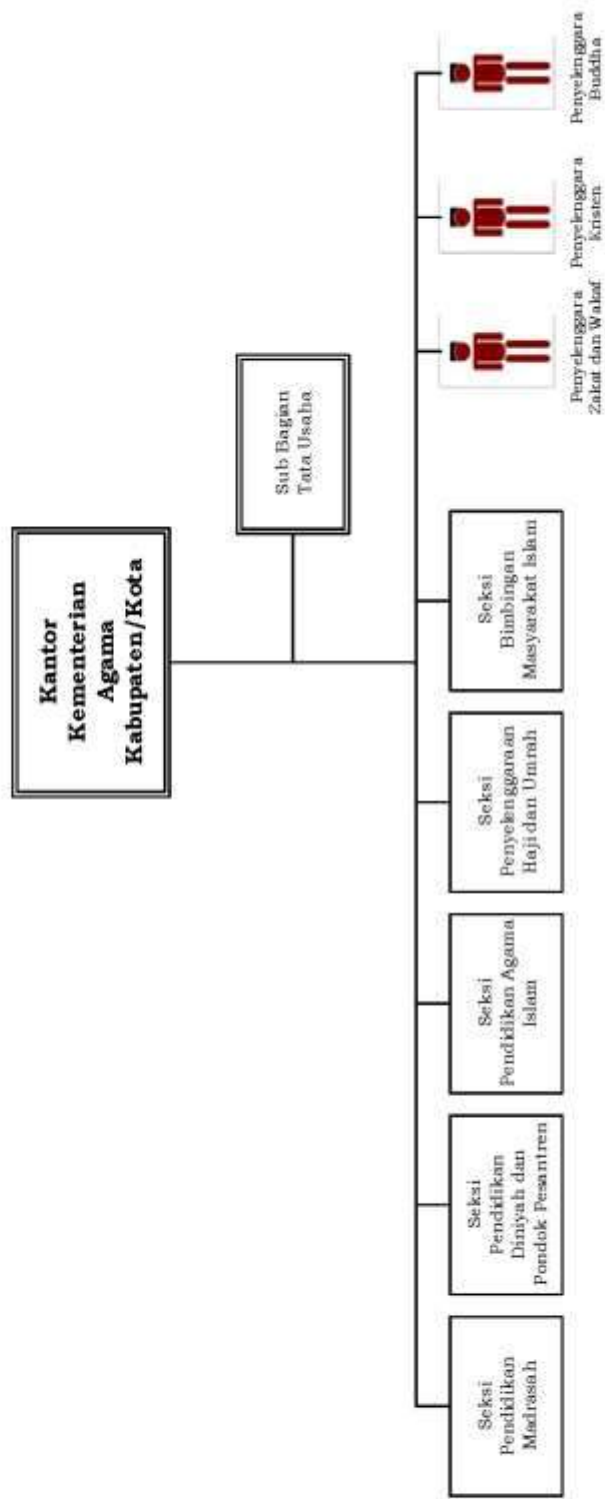 Kantor
Kementerian
Agama
Kabupaten/Kota
Sub Bagian
Tata Usaha
Seksi
Pendidikan
Madrasah
Seksi
Pendidikan
Diniyah dan
Pondok Pesantren
Seksi
Pendidikan Agama
Islam
Seksi
Penyelenggaraan
Haji dan Umrah
Seksi
Bimbingan
Masyarakat Islam
Penyelenggara
Zakat dan Wakaf
Penyelenggara
Kristen
Penyelenggara
Buddha